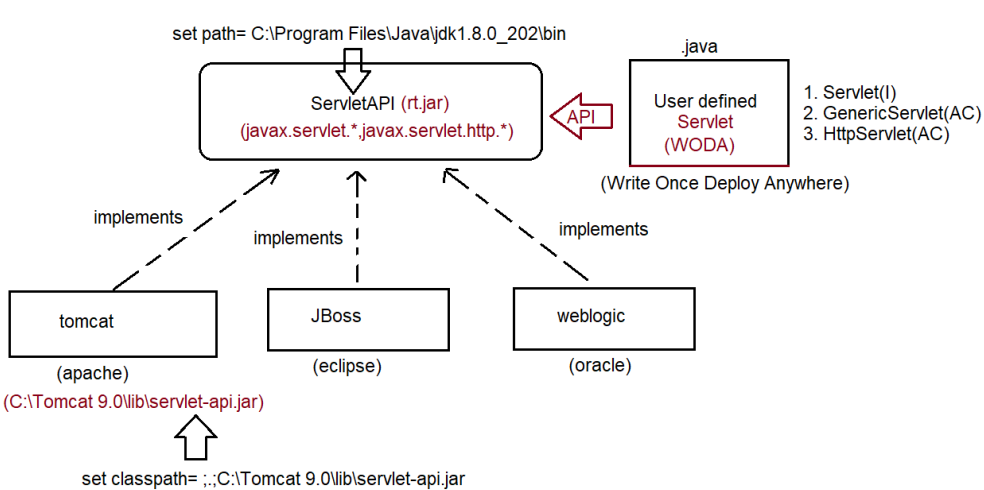 set path= C:\Program Files\Java\jdk1.8.0_202\bin
.java
ServletAPI (rt.jar)
(javax.servlet.*,javax.servlet.http.*)
API
User defined
Servlet
(WODA)
1. Servlet(I)
2. GenericServlet(AC)
3. HttpServlet(AC)
(Write Once Deploy Anywhere)
implements
implements
implements
tomcat
JBoss
weblogic
(apache)
(eclipse)
(oracle)
(C:\Tomcat 9.0\lib\servlet-api.jar)
set classpath= ;.;C:\Tomcat 9.0\lib\servlet-api.jar